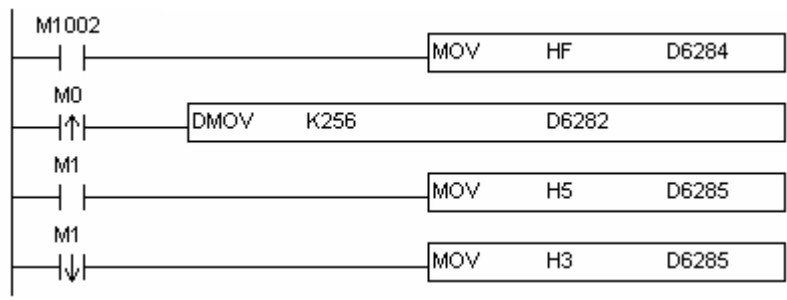 M1002
MOV HF D6284
M0
DMOV K256 D6282
M1
MOV H5 D6285
M1
MOV H3 D6285